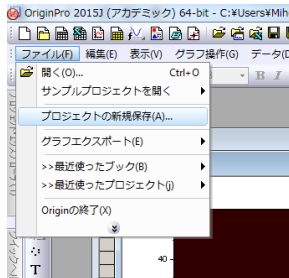 OriginPro 2015J (アカデミック) 64-bit - C:¥Users¥Mih
ファイル(F) 編集(E) 表示(V) グラフ操作(G) データ(D
開く(O)... Ctrl+O
サンプルプロジェクトを開く
プロジェクトの新規保存(A)...
グラフエクスポート(E)
>>最近使ったブック(B)
>>最近使ったプロジェクト(j)
Originの終了(X)
B I
T
40